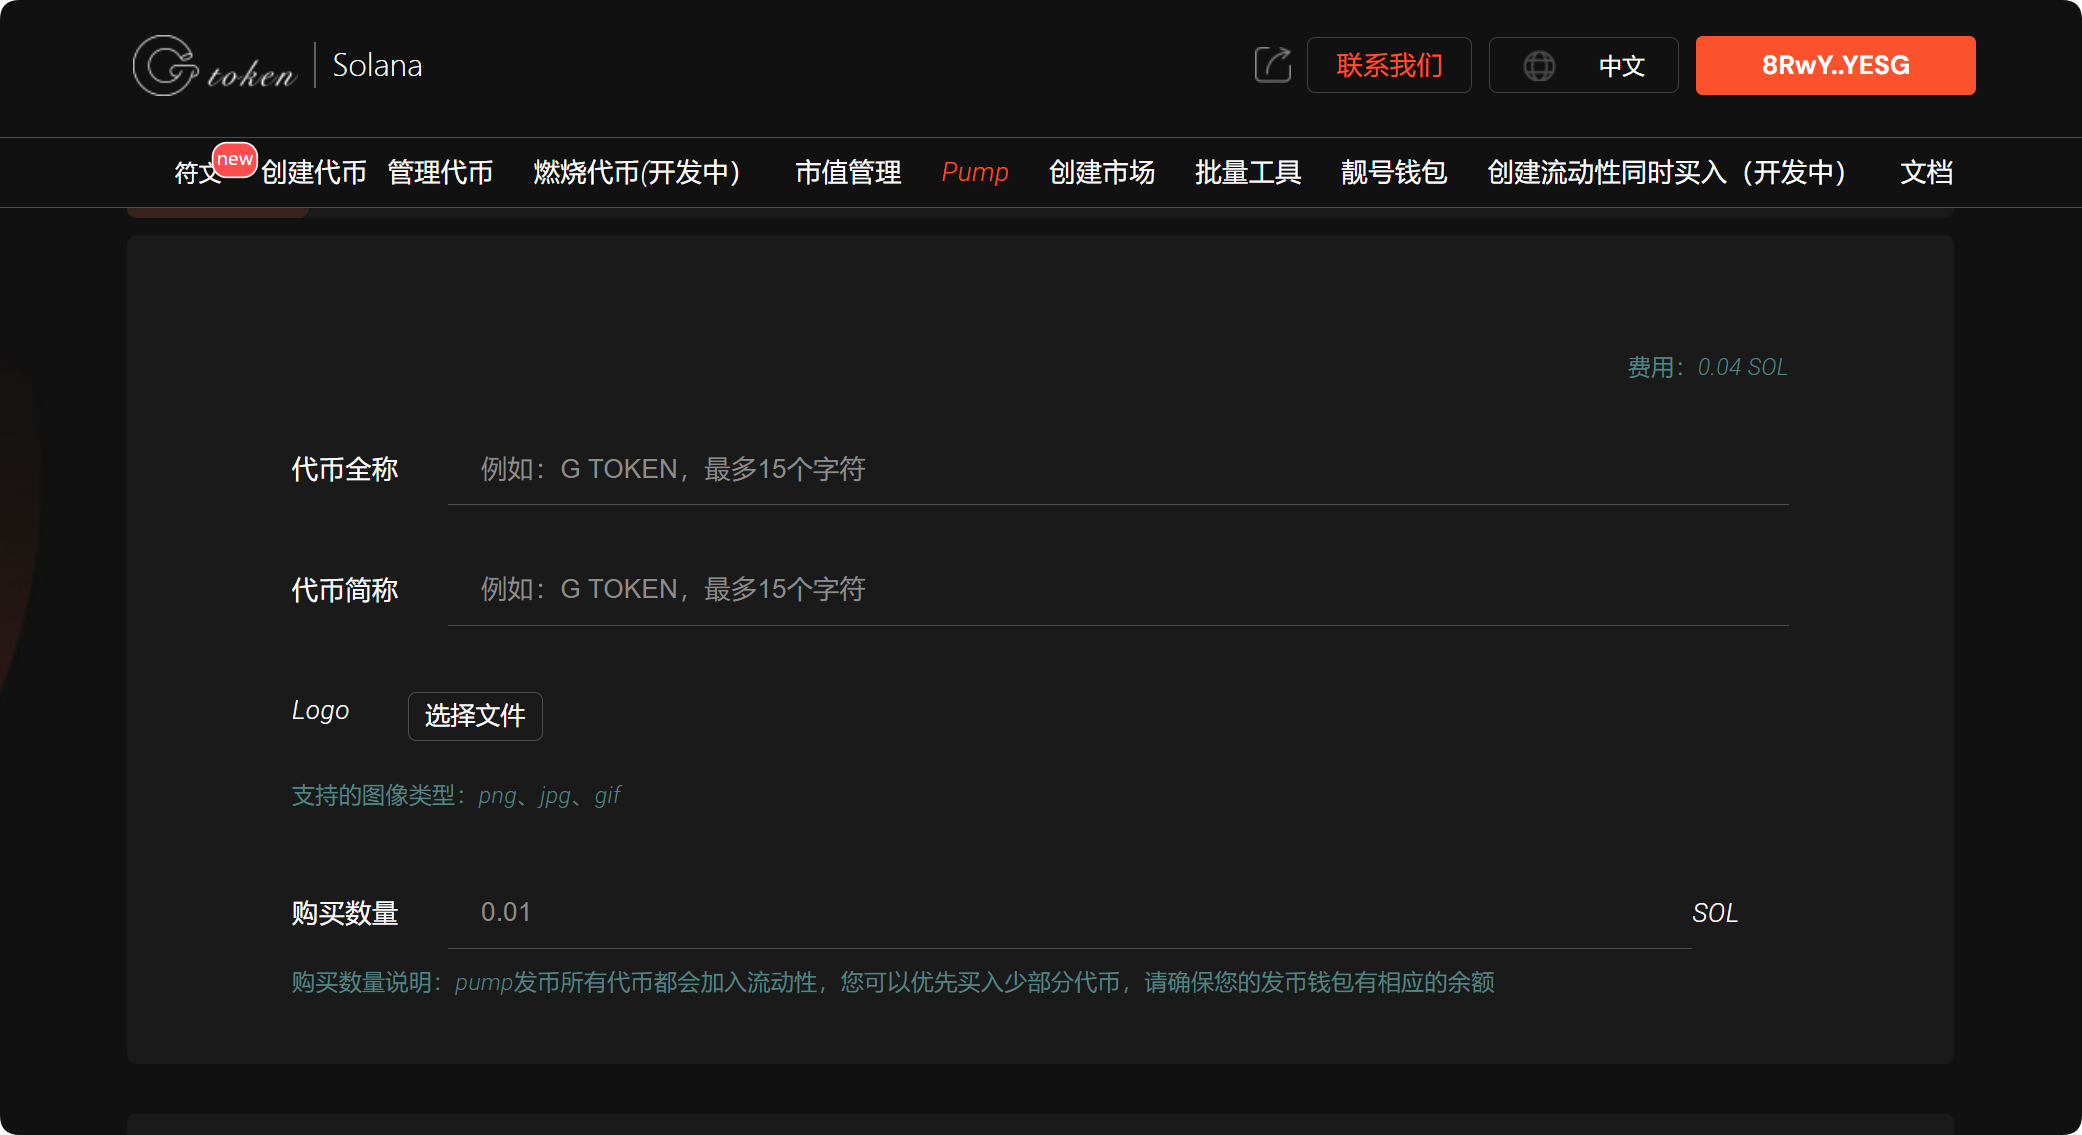 G token | Solana
联系我们
中文
8RwY..YESG
符文 new 创建代币 管理代币 燃烧代币(开发中） 市值管理 Pump 创建市场 批量工具 靓号钱包 创建流动性同时买入（开发中） 文档
费用：0.04 SOL
代币全称 例如：G TOKEN，最多15个字符
代币简称 例如：G TOKEN，最多15个字符
Logo 选择文件
支持的图像类型：png、jpg、gif
购买数量 0.01 SOL
购买数量说明：pump发币所有代币都会加入流动性，您可以优先买入少部分代币，请确保您的发币钱包有相应的余额